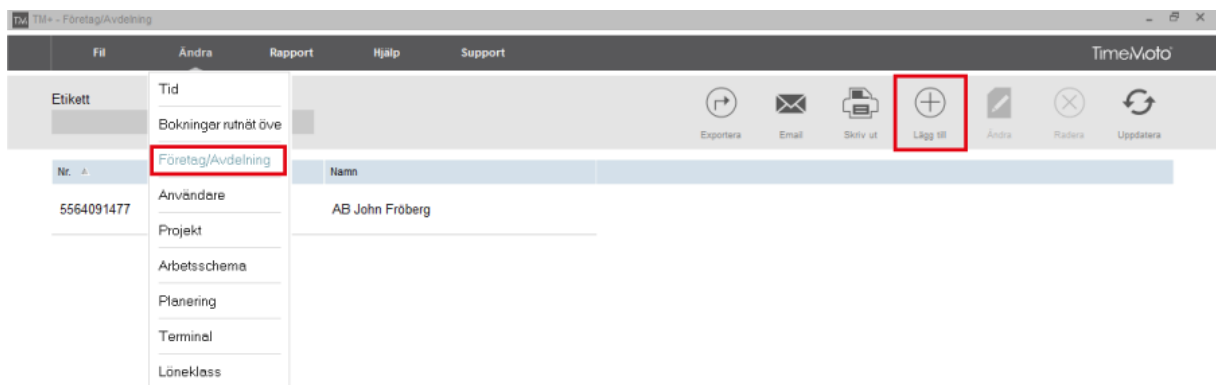 TM TM+ - Företag/Avdelning
Fil Ändra Rapport Hjälp Support TimeMoto
Etikett
Exportera Email Skriv ut Lägg till Ändra Radera Uppdatera
Tid
Bokningar rutnät öve
Företag/Avdelning
Användare
Projekt
Arbetsschema
Planering
Terminal
Löneklass
Nr. Namn
5564091477 AB John Fröberg